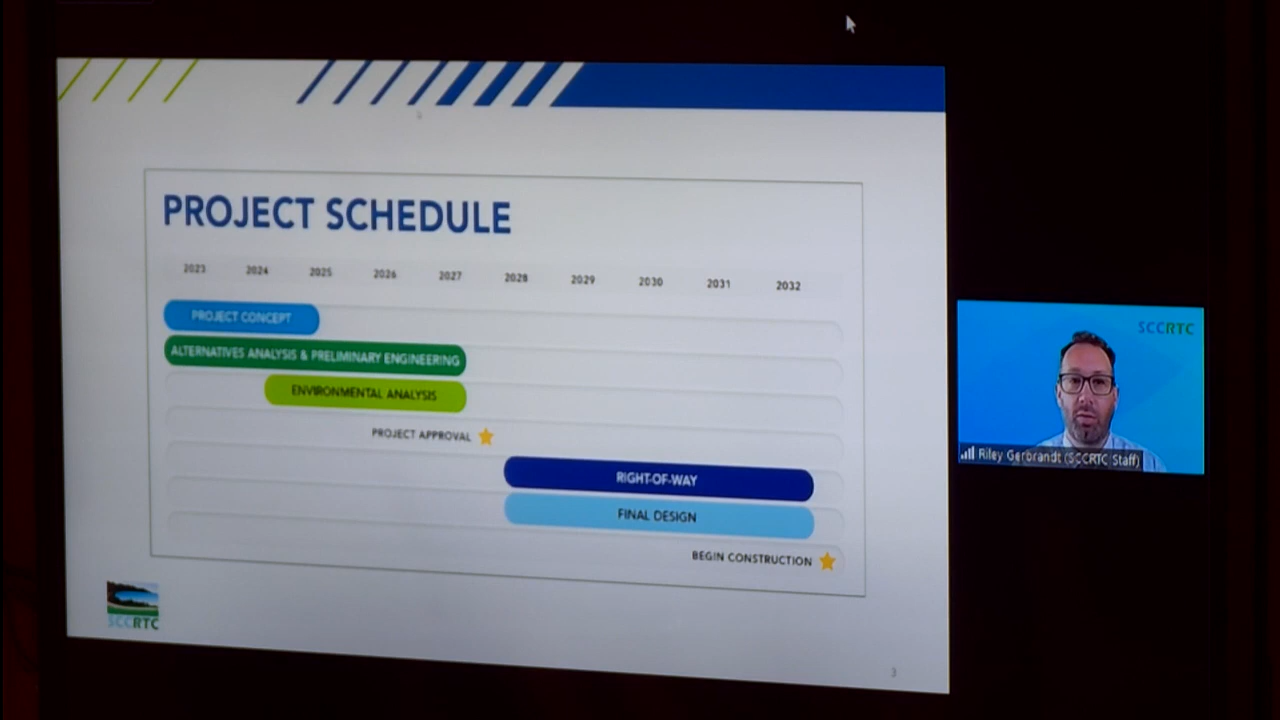 PROJECT SCHEDULE
2023 2024 2025 2026 2027 2028 2029 2030 2031 2032
PROJECT CONCEPT
ALTERNATIVES ANALYSIS & PRELIMINARY ENGINEERING
ENVIRONMENTAL ANALYSIS
PROJECT APPROVAL
RIGHT-OF-WAY
FINAL DESIGN
BEGIN CONSTRUCTION
SCCRTC
3
SCCRTC
Riley Gerbrandt (SCCRTC Staff)